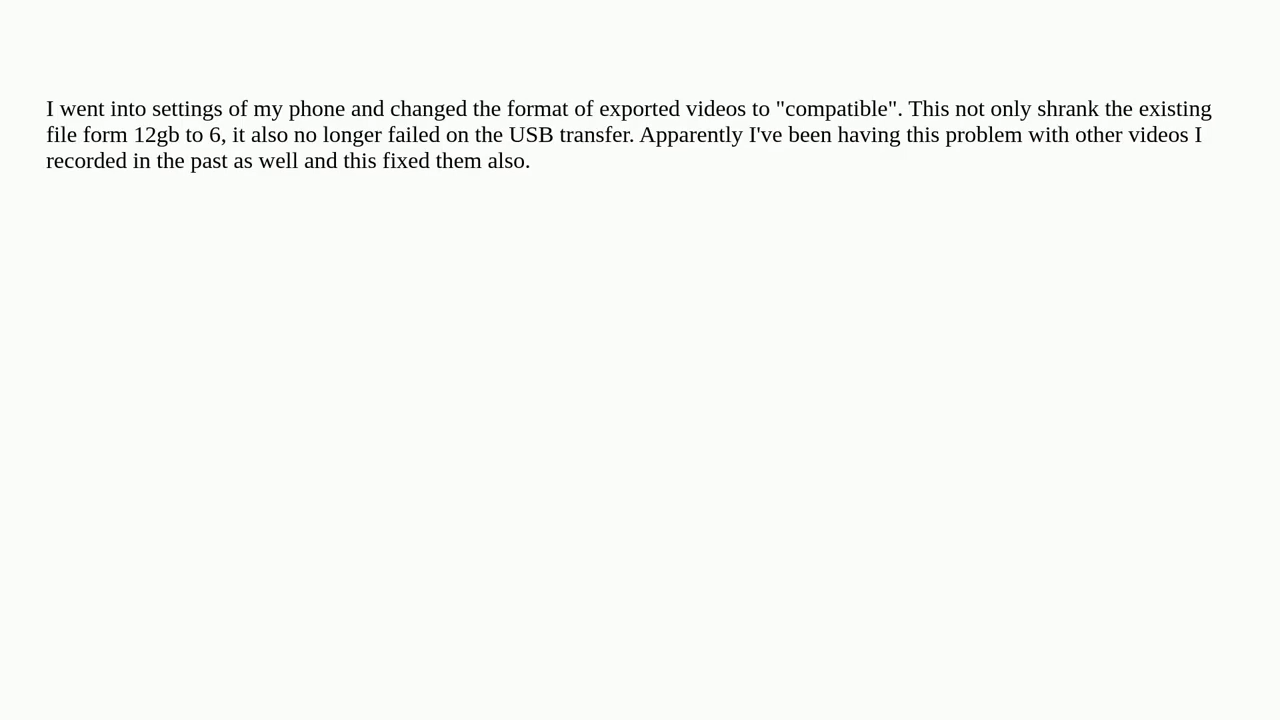 I went into settings of my phone and changed the format of exported videos to "compatible". This not only shrank the existing
file form 12gb to 6, it also no longer failed on the USB transfer. Apparently I've been having this problem with other videos I
recorded in the past as well and this fixed them also.